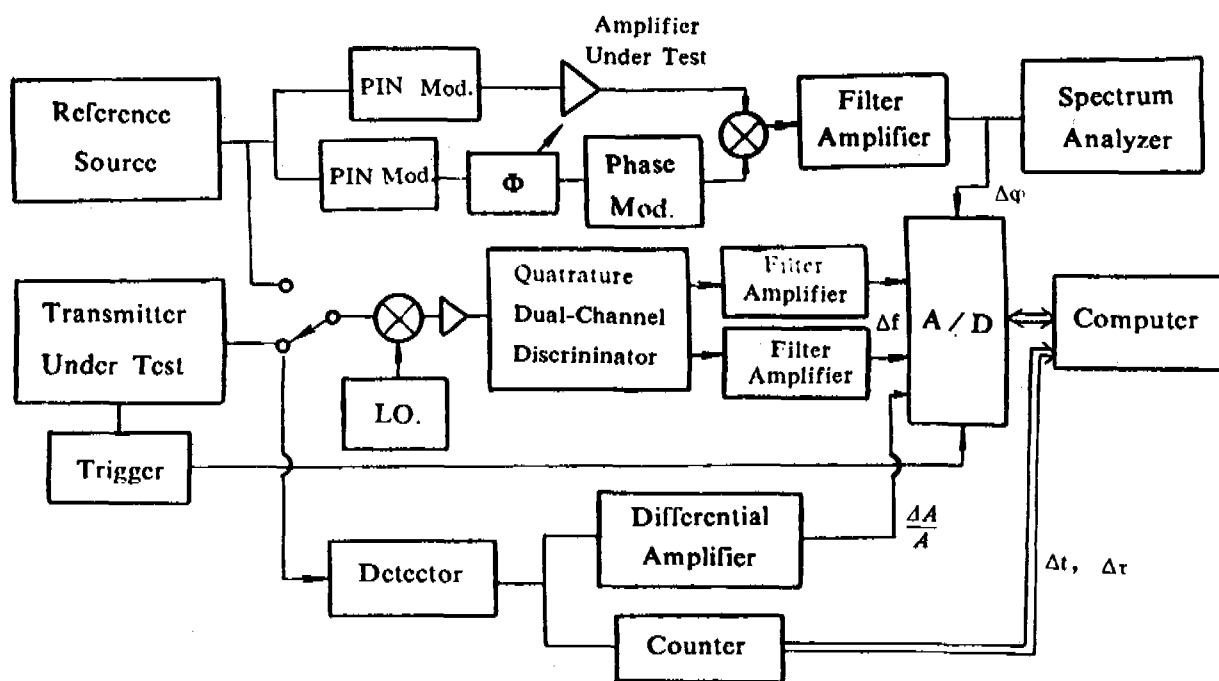 Amplifier
Under Test
Reference
Source
PIN Mod.
PIN Mod.
Φ
Phase
Mod.
Filter
Amplifier
Spectrum
Analyzer
Δφ
Transmitter
Under Test
Trigger
LO.
Quatrature
Dual-Channel
Discrininator
Filter
Amplifier
Δf
Filter
Amplifier
A/D
Computer
Detector
Differential
Amplifier
ΔA
A
Counter
Δt, Δτ